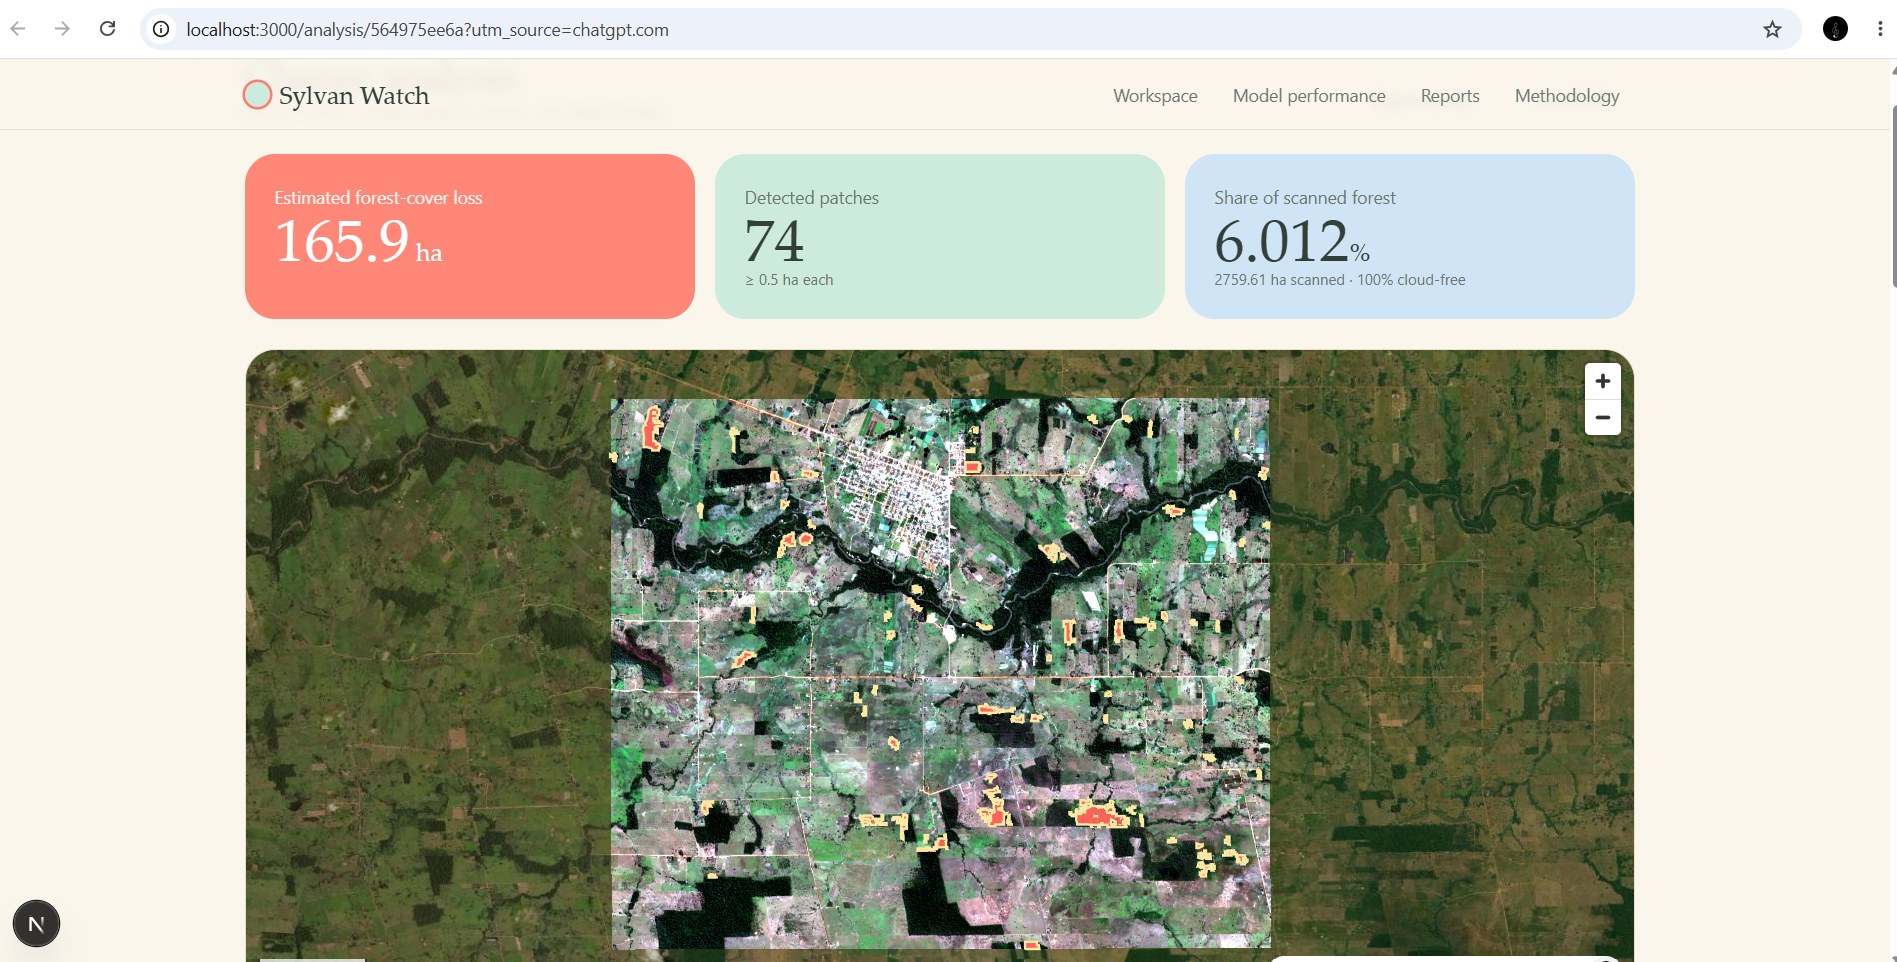 localhost:3000/analysis/564975ee6a?utm_source=chatgpt.com
Sylvan Watch
Workspace
Model performance
Reports
Methodology
Estimated forest-cover loss
165.9 ha
Detected patches
74
≥ 0.5 ha each
Share of scanned forest
6.012%
2759.61 ha scanned · 100% cloud-free
+
−
N